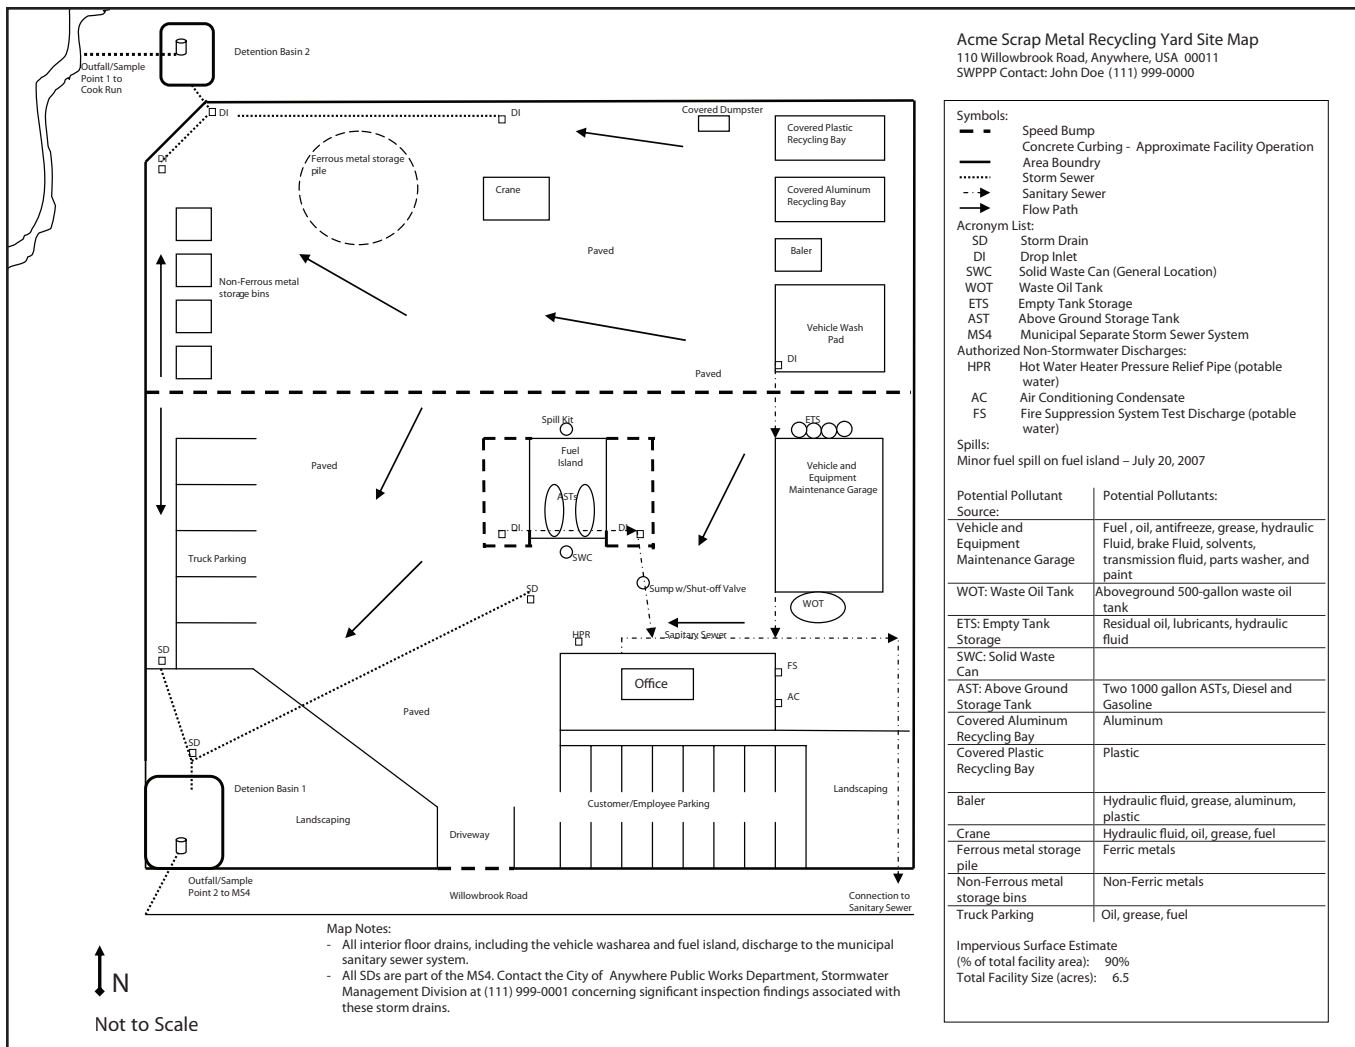 Acme Scrap Metal Recycling Yard Site Map
110 Willowbrook Road, Anywhere, USA  00011
SWPPP Contact: John Doe (111) 999-0000
Detention Basin 2
Outfall/Sample
Point 1 to
Cook Run
DI
DI
DI
Covered Dumpster
Covered Plastic
Recycling Bay
Ferrous metal storage
pile
Crane
Covered Aluminum
Recycling Bay
Paved
Baler
Non-Ferrous metal
storage bins
Vehicle Wash
Pad
DI
Paved
Spill Kit
ETS
Paved
Fuel
Island
Vehicle and
Equipment
Maintenance Garage
ASTs
DI
DI
Truck Parking
SWC
SD
Sump w/Shut-off Valve
WOT
HPR
Sanitary Sewer
SD
FS
Office
AC
Paved
SD
Detenion Basin 1
Landscaping
Customer/Employee Parking
Landscaping
Driveway
Outfall/Sample
Point 2 to MS4
Willowbrook Road
Connection to
Sanitary Sewer
Map Notes:
- All interior floor drains, including the vehicle washarea and fuel island, discharge to the municipal
sanitary sewer system.
- All SDs are part of the MS4. Contact the City of Anywhere Public Works Department, Stormwater
Management Division at (111) 999-0001 concerning significant inspection findings associated with
these storm drains.
N
Not to Scale
Symbols:
Speed Bump
Concrete Curbing - Approximate Facility Operation
Area Boundry
Storm Sewer
Sanitary Sewer
Flow Path
Acronym List:
SD Storm Drain
DI Drop Inlet
SWC Solid Waste Can (General Location)
WOT Waste Oil Tank
ETS Empty Tank Storage
AST Above Ground Storage Tank
MS4 Municipal Separate Storm Sewer System
Authorized Non-Stormwater Discharges:
HPR Hot Water Heater Pressure Relief Pipe (potable
water)
AC Air Conditioning Condensate
FS Fire Suppression System Test Discharge (potable
water)
Spills:
Minor fuel spill on fuel island – July 20, 2007
Potential Pollutant
Source:
Potential Pollutants:
Vehicle and
Equipment
Maintenance Garage
Fuel , oil, antifreeze, grease, hydraulic
Fluid, brake Fluid, solvents,
transmission fluid, parts washer, and
paint
WOT: Waste Oil Tank
Aboveground 500-gallon waste oil
tank
ETS: Empty Tank
Storage
Residual oil, lubricants, hydraulic
fluid
SWC: Solid Waste
Can
AST: Above Ground
Storage Tank
Two 1000 gallon ASTs, Diesel and
Gasoline
Covered Aluminum
Recycling Bay
Aluminum
Covered Plastic
Recycling Bay
Plastic
Baler
Hydraulic fluid, grease, aluminum,
plastic
Crane
Hydraulic fluid, oil, grease, fuel
Ferrous metal storage
pile
Ferric metals
Non-Ferrous metal
storage bins
Non-Ferric metals
Truck Parking
Oil, grease, fuel
Impervious Surface Estimate
(% of total facility area): 90%
Total Facility Size (acres): 6.5